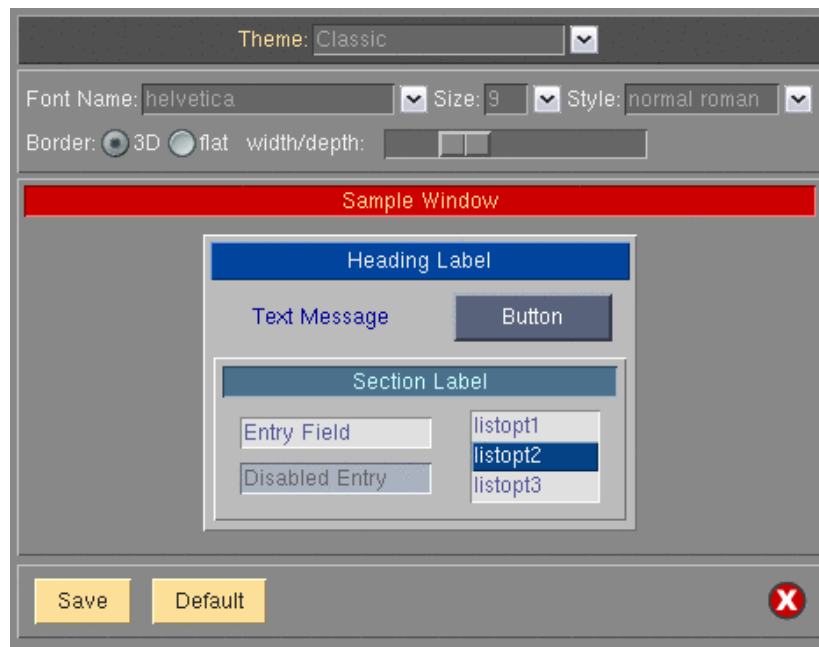 Theme: Classic
Font Name: helvetica Size: 9 Style: normal roman
Border: 3D flat width/depth:
Sample Window
Heading Label
Text Message Button
Section Label
Entry Field
Disabled Entry
listopt1
listopt2
listopt3
Save Default X